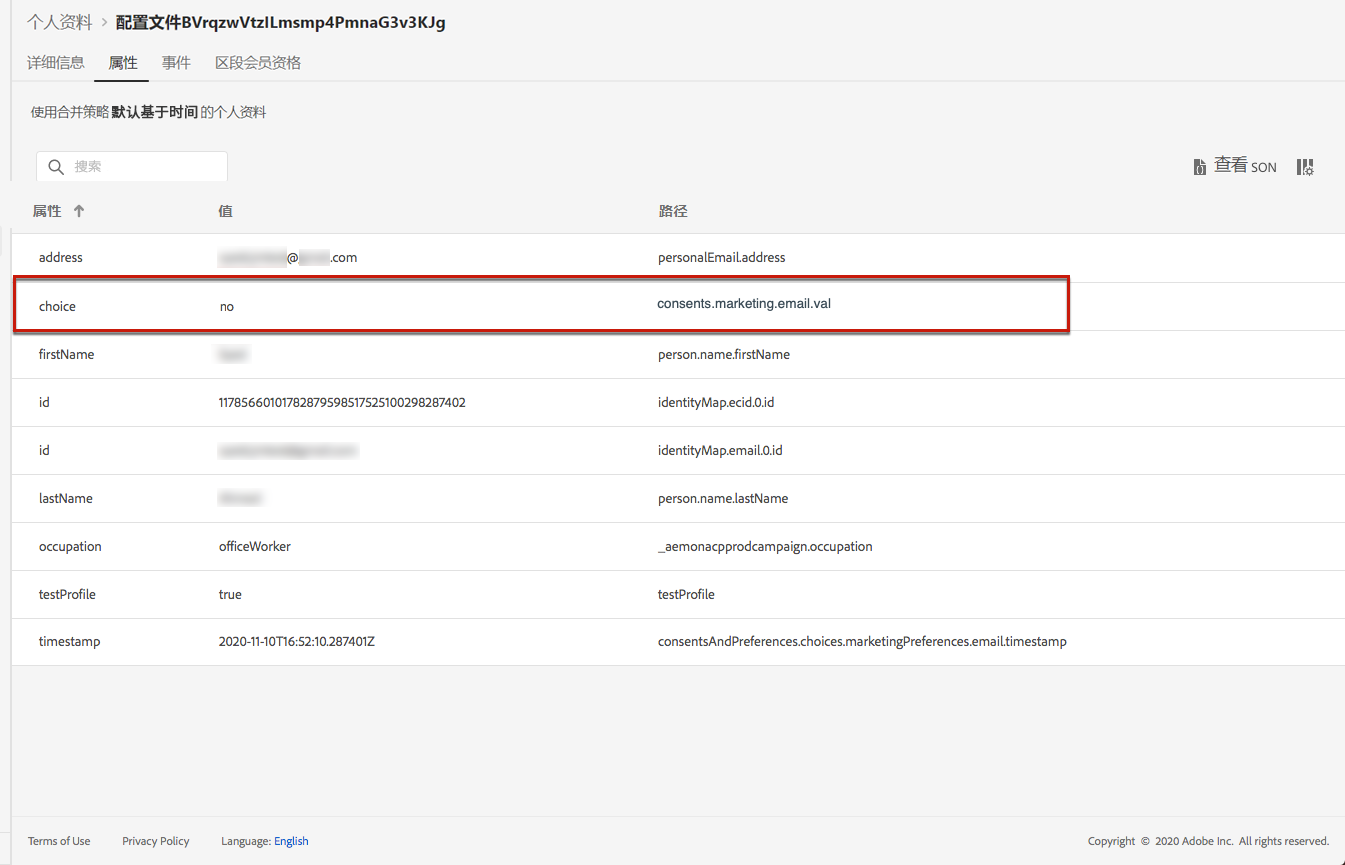 个人资料 > 配置文件BVrqzwVtzILmsmp4PmnaG3v3KJg
详细信息 属性 事件 区段会员资格
使用合并策略 默认基于时间 的个人资料
搜索 查看 SON
属性 ↑ 值 路径
address @ .com personalEmail.address
choice no consents.marketing.email.val
firstName person.name.firstName
id 11785660101782879598517525100298287402 identityMap.ecid.0.id
id identityMap.email.0.id
lastName person.name.lastName
occupation officeWorker _aemonacpprodcampaign.occupation
testProfile true testProfile
timestamp 2020-11-10T16:52:10.287401Z consentsAndPreferences.choices.marketingPreferences.email.timestamp
Terms of Use Privacy Policy Language: English Copyright © 2020 Adobe Inc. All rights reserved.